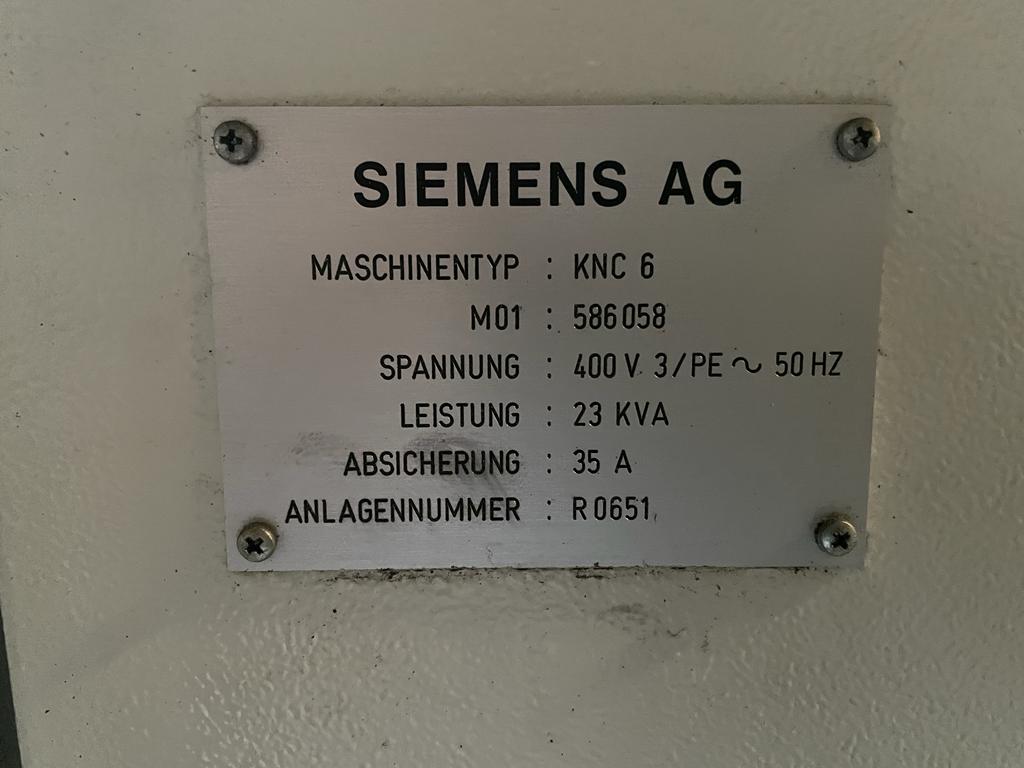 SIEMENS AG
MASCHINENTYP : KNC 6
M01 : 586058
SPANNUNG : 400 V 3/PE ~ 50 HZ
LEISTUNG : 23 KVA
ABSICHERUNG : 35 A
ANLAGENNUMMER : R0651